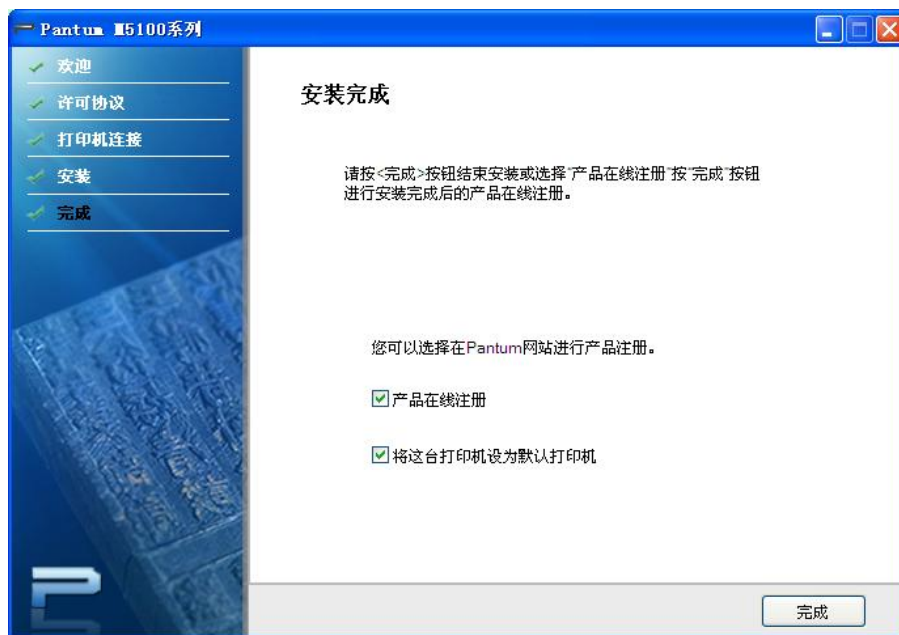 Pantum M5100系列
欢迎
许可协议
打印机连接
安装
完成
安装完成
请按<完成>按钮结束安装或选择"产品在线注册"按"完成"按钮
进行安装完成后的产品在线注册。
您可以选择在Pantum网站进行产品注册。
产品在线注册
将这台打印机设为默认打印机
P
完成